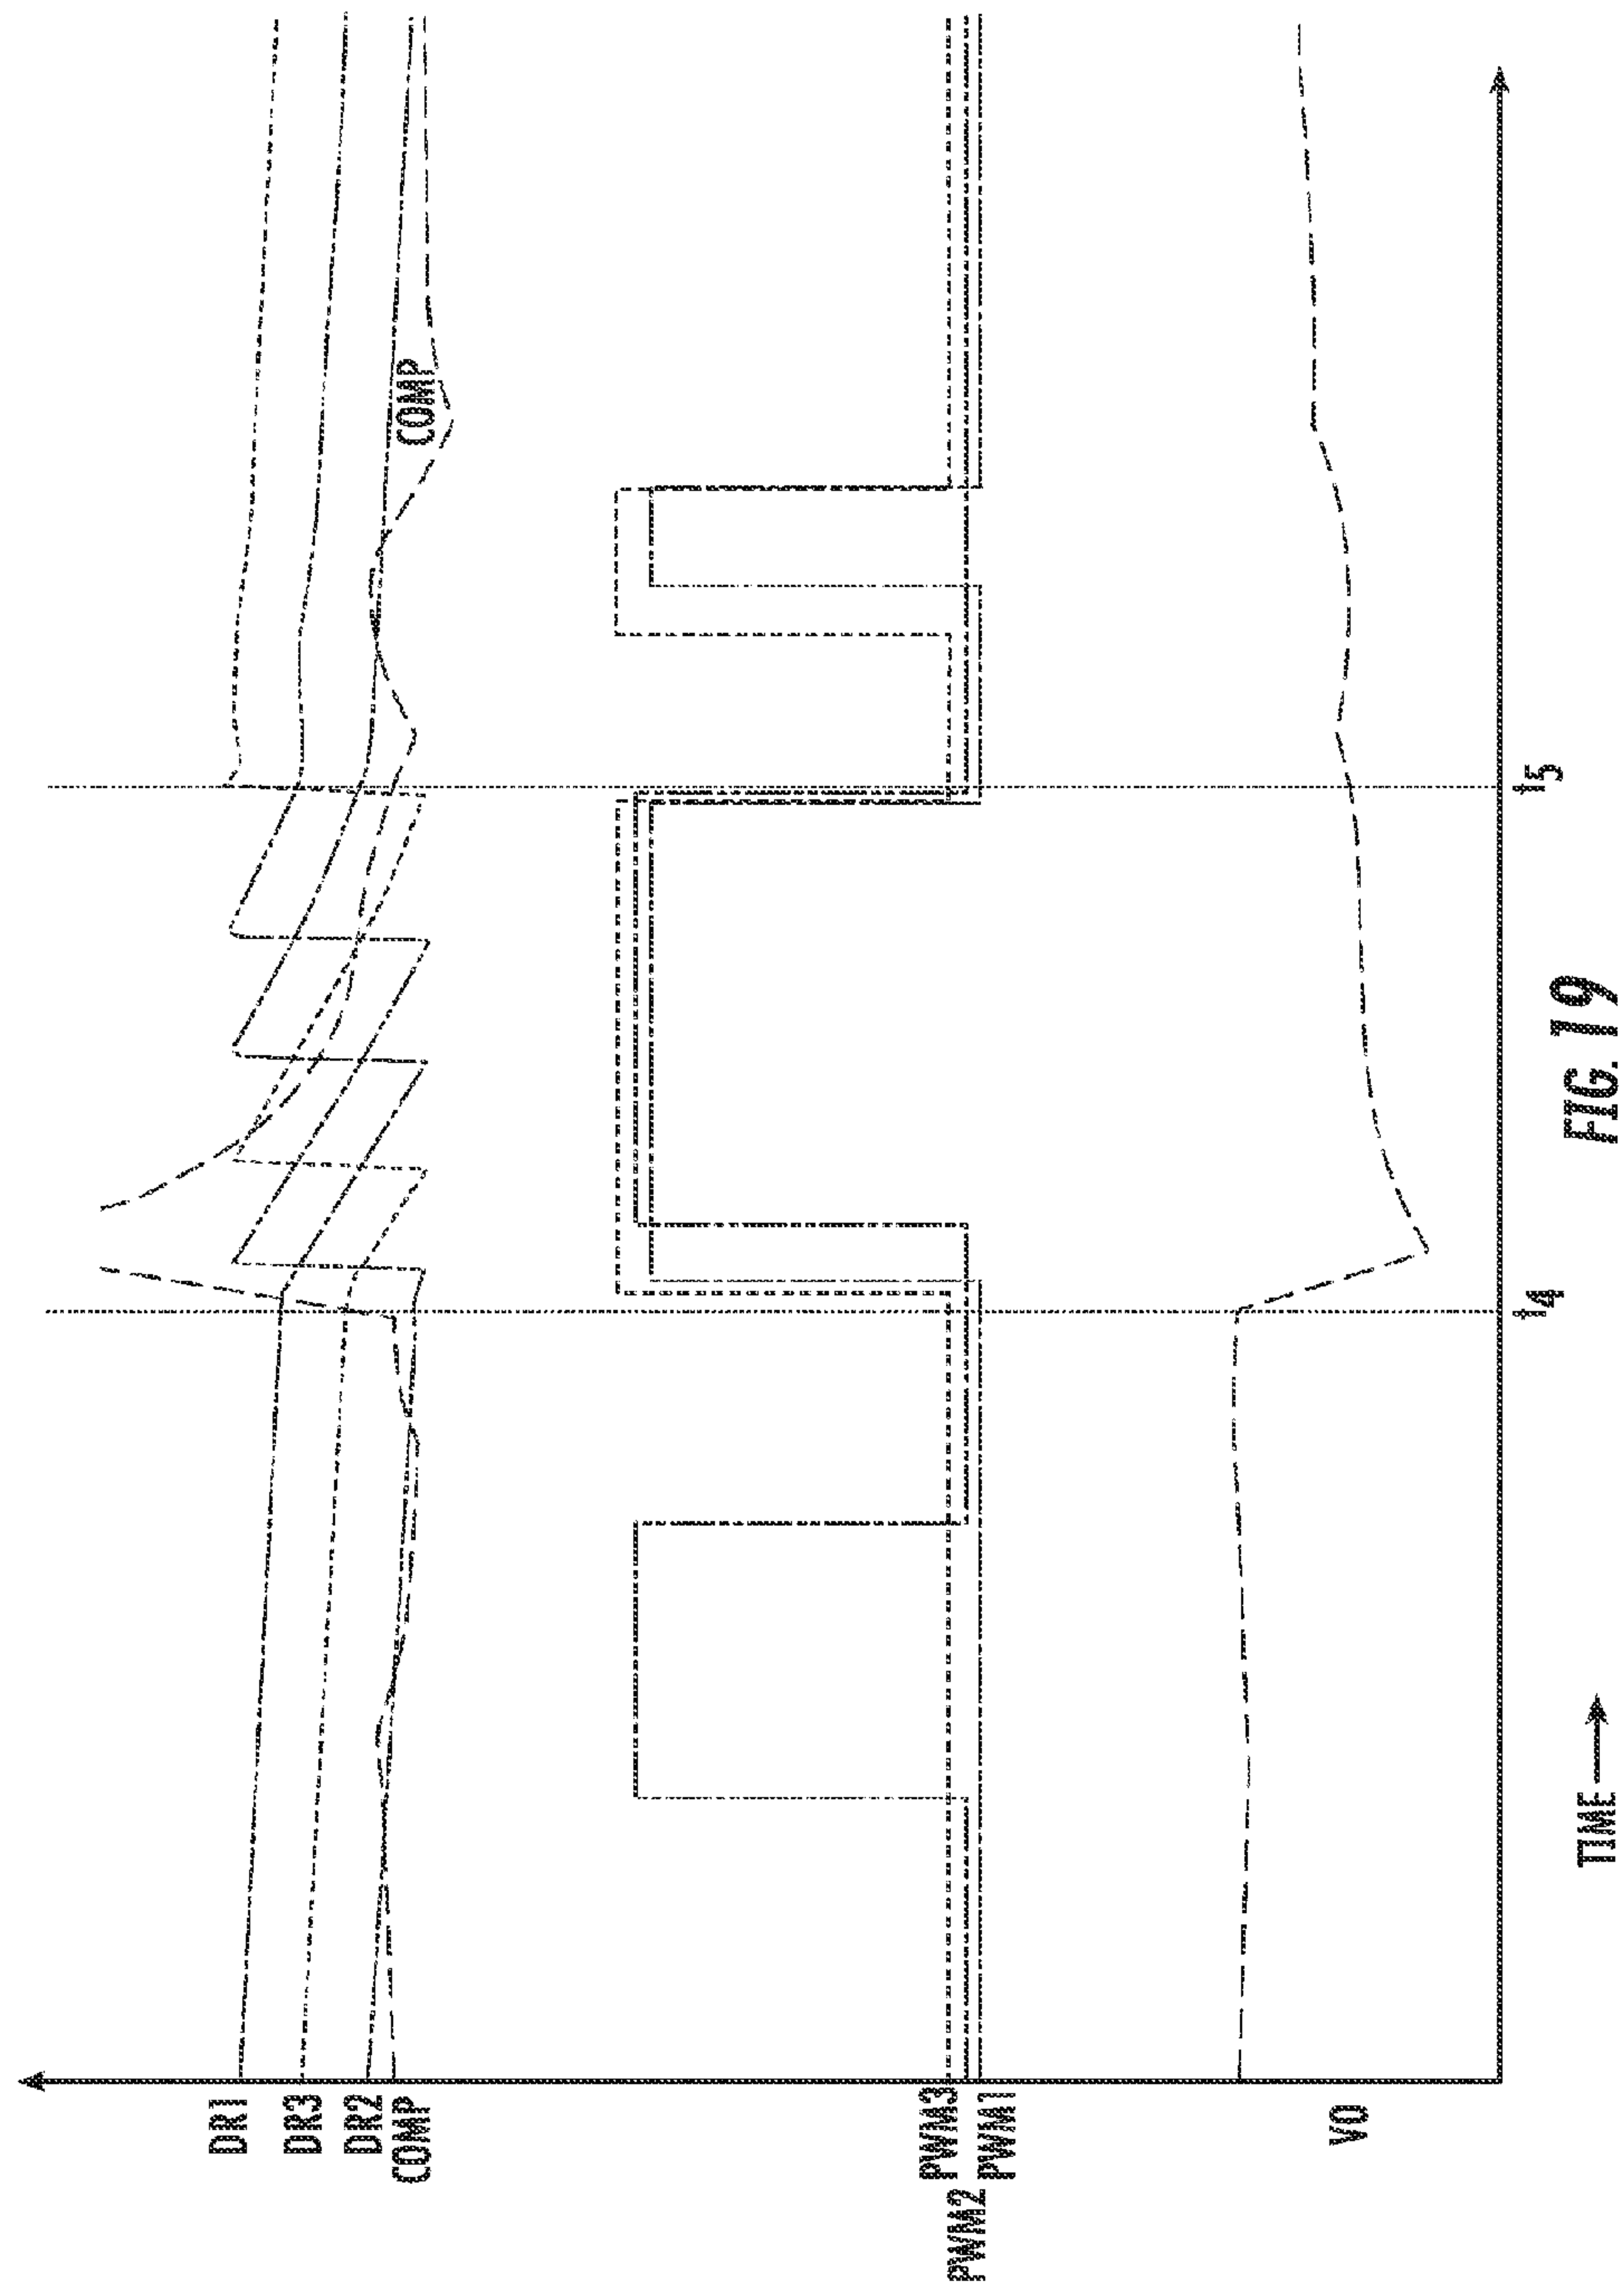 DR1
DR3
DR2
COMP
COMP
PWM3
PWM2
PWM1
VO
t4
t5
TIME
FIG. 19